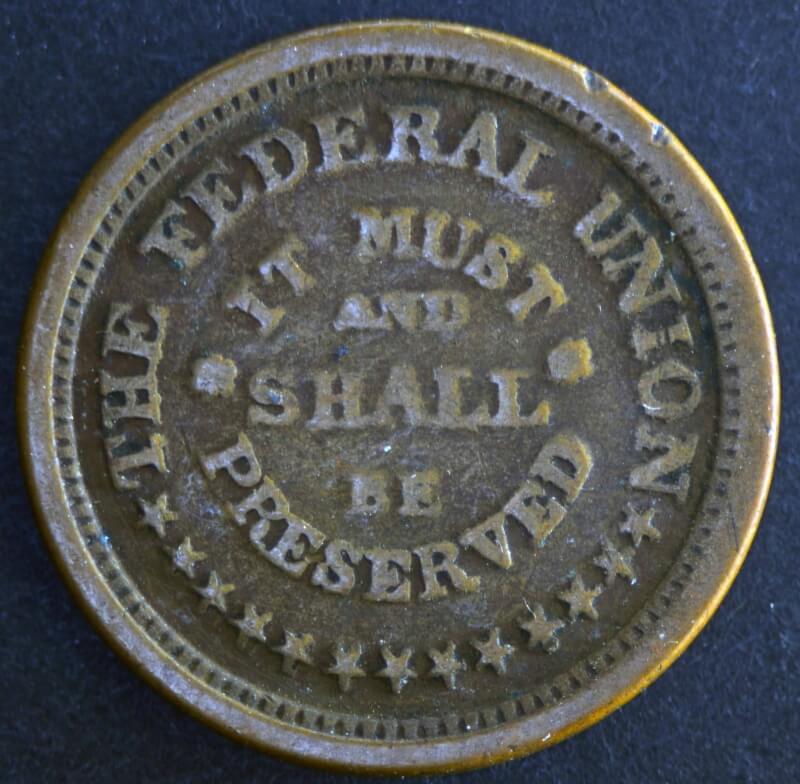 THE FEDERAL UNION
IT MUST
AND
SHALL
BE
PRESERVED